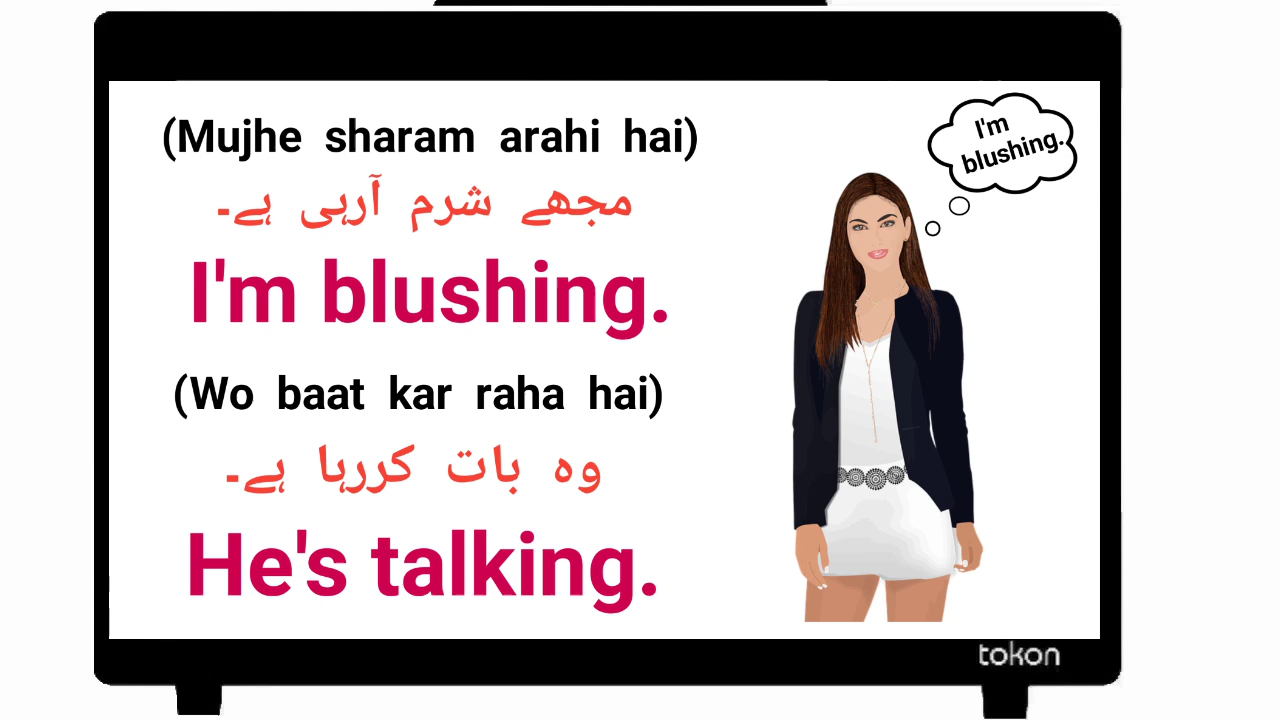 (Mujhe sharam arahi hai)
مجھے شرم آرہی ہے۔
I'm blushing.
(Wo baat kar raha hai)
وہ بات کررہا ہے۔
He's talking.
I'm
blushing.
tokon